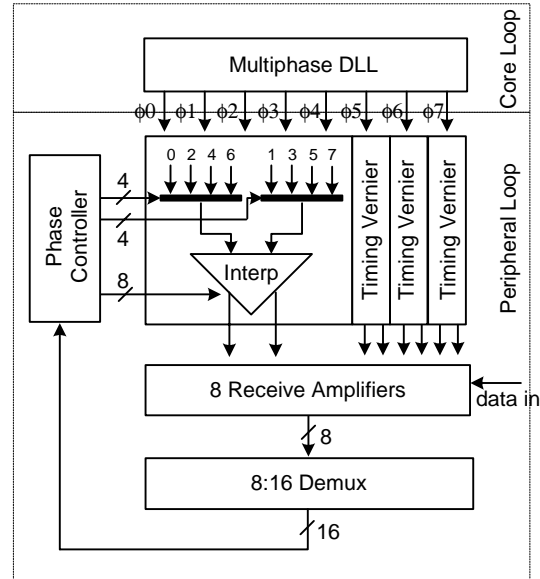 Multiphase DLL
Core Loop
ϕ0 ϕ1 ϕ2 ϕ3 ϕ4 ϕ5 ϕ6 ϕ7
0 2 4 6 1 3 5 7
4
4
8
Phase Controller
Interp
Timing Vernier
Timing Vernier
Timing Vernier
Peripheral Loop
8 Receive Amplifiers
data in
8
8:16 Demux
16